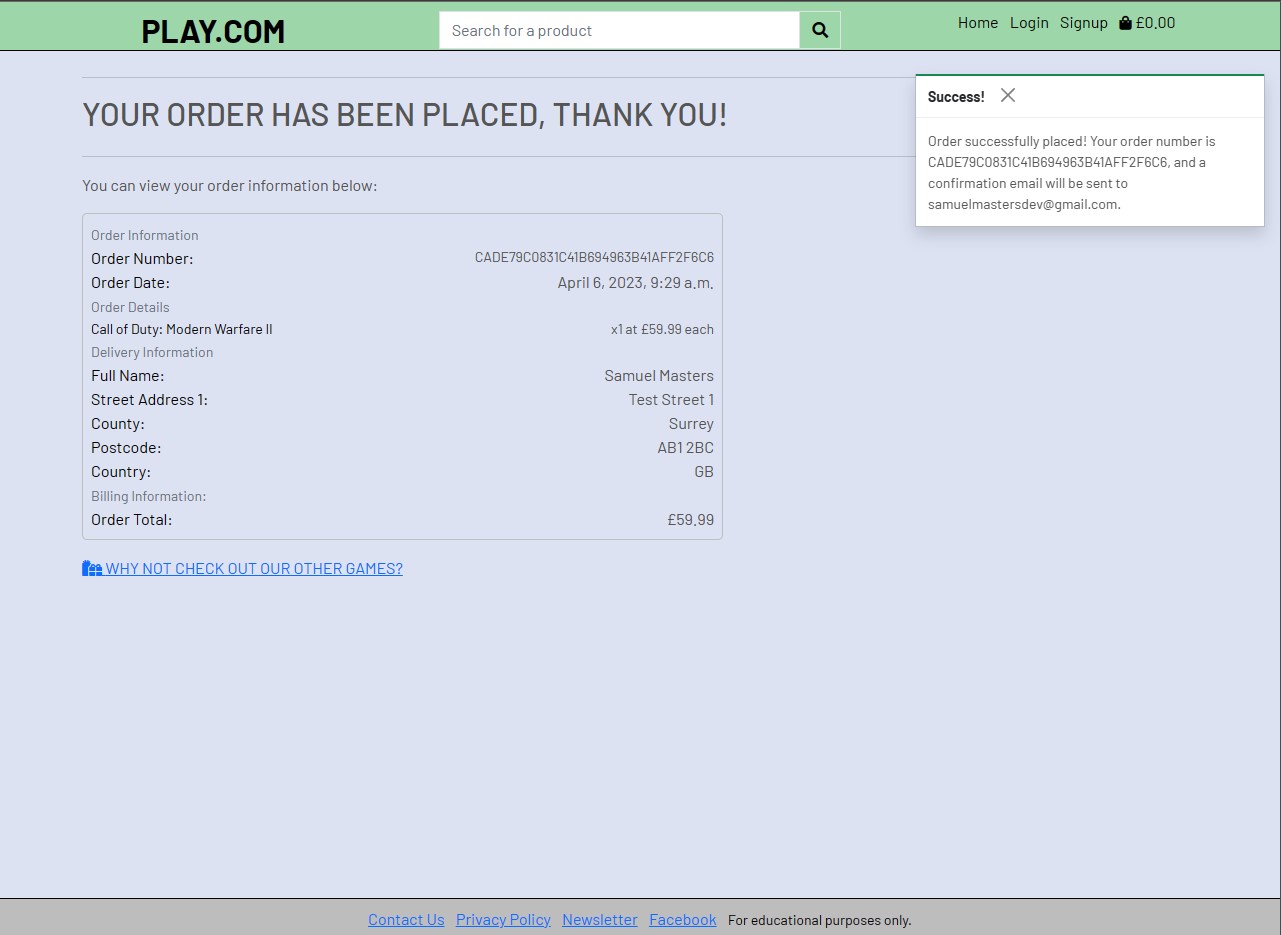 PLAY.COM
Search for a product
Home Login Signup £0.00
Success!
Order successfully placed! Your order number is
CADE79C0831C41B694963B41AFF2F6C6, and a
confirmation email will be sent to
samuelmastersdev@gmail.com.
YOUR ORDER HAS BEEN PLACED, THANK YOU!
You can view your order information below:
Order Information
Order Number: CADE79C0831C41B694963B41AFF2F6C6
Order Date: April 6, 2023, 9:29 a.m.
Order Details
Call of Duty: Modern Warfare II x1 at £59.99 each
Delivery Information
Full Name: Samuel Masters
Street Address 1: Test Street 1
County: Surrey
Postcode: AB1 2BC
Country: GB
Billing Information:
Order Total: £59.99
WHY NOT CHECK OUT OUR OTHER GAMES?
Contact Us Privacy Policy Newsletter Facebook For educational purposes only.